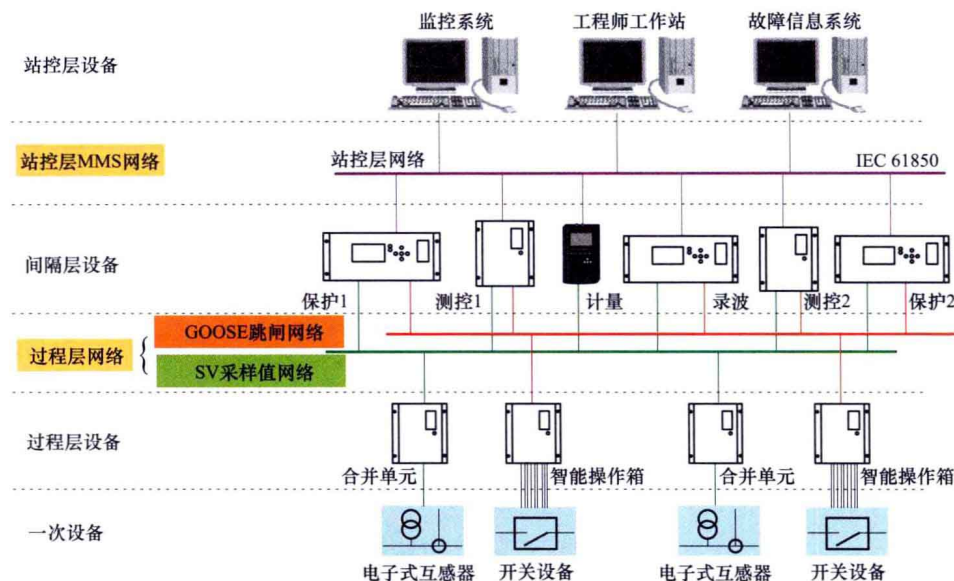 监控系统 工程师工作站 故障信息系统
站控层设备
站控层MMS网络 站控层网络 IEC 61850
间隔层设备
保护1 测控1 计量 录波 测控2 保护2
GOOSE跳闸网络
过程层网络
SV采样值网络
过程层设备
合并单元 智能操作箱 合并单元 智能操作箱
一次设备
电子式互感器 开关设备 电子式互感器 开关设备